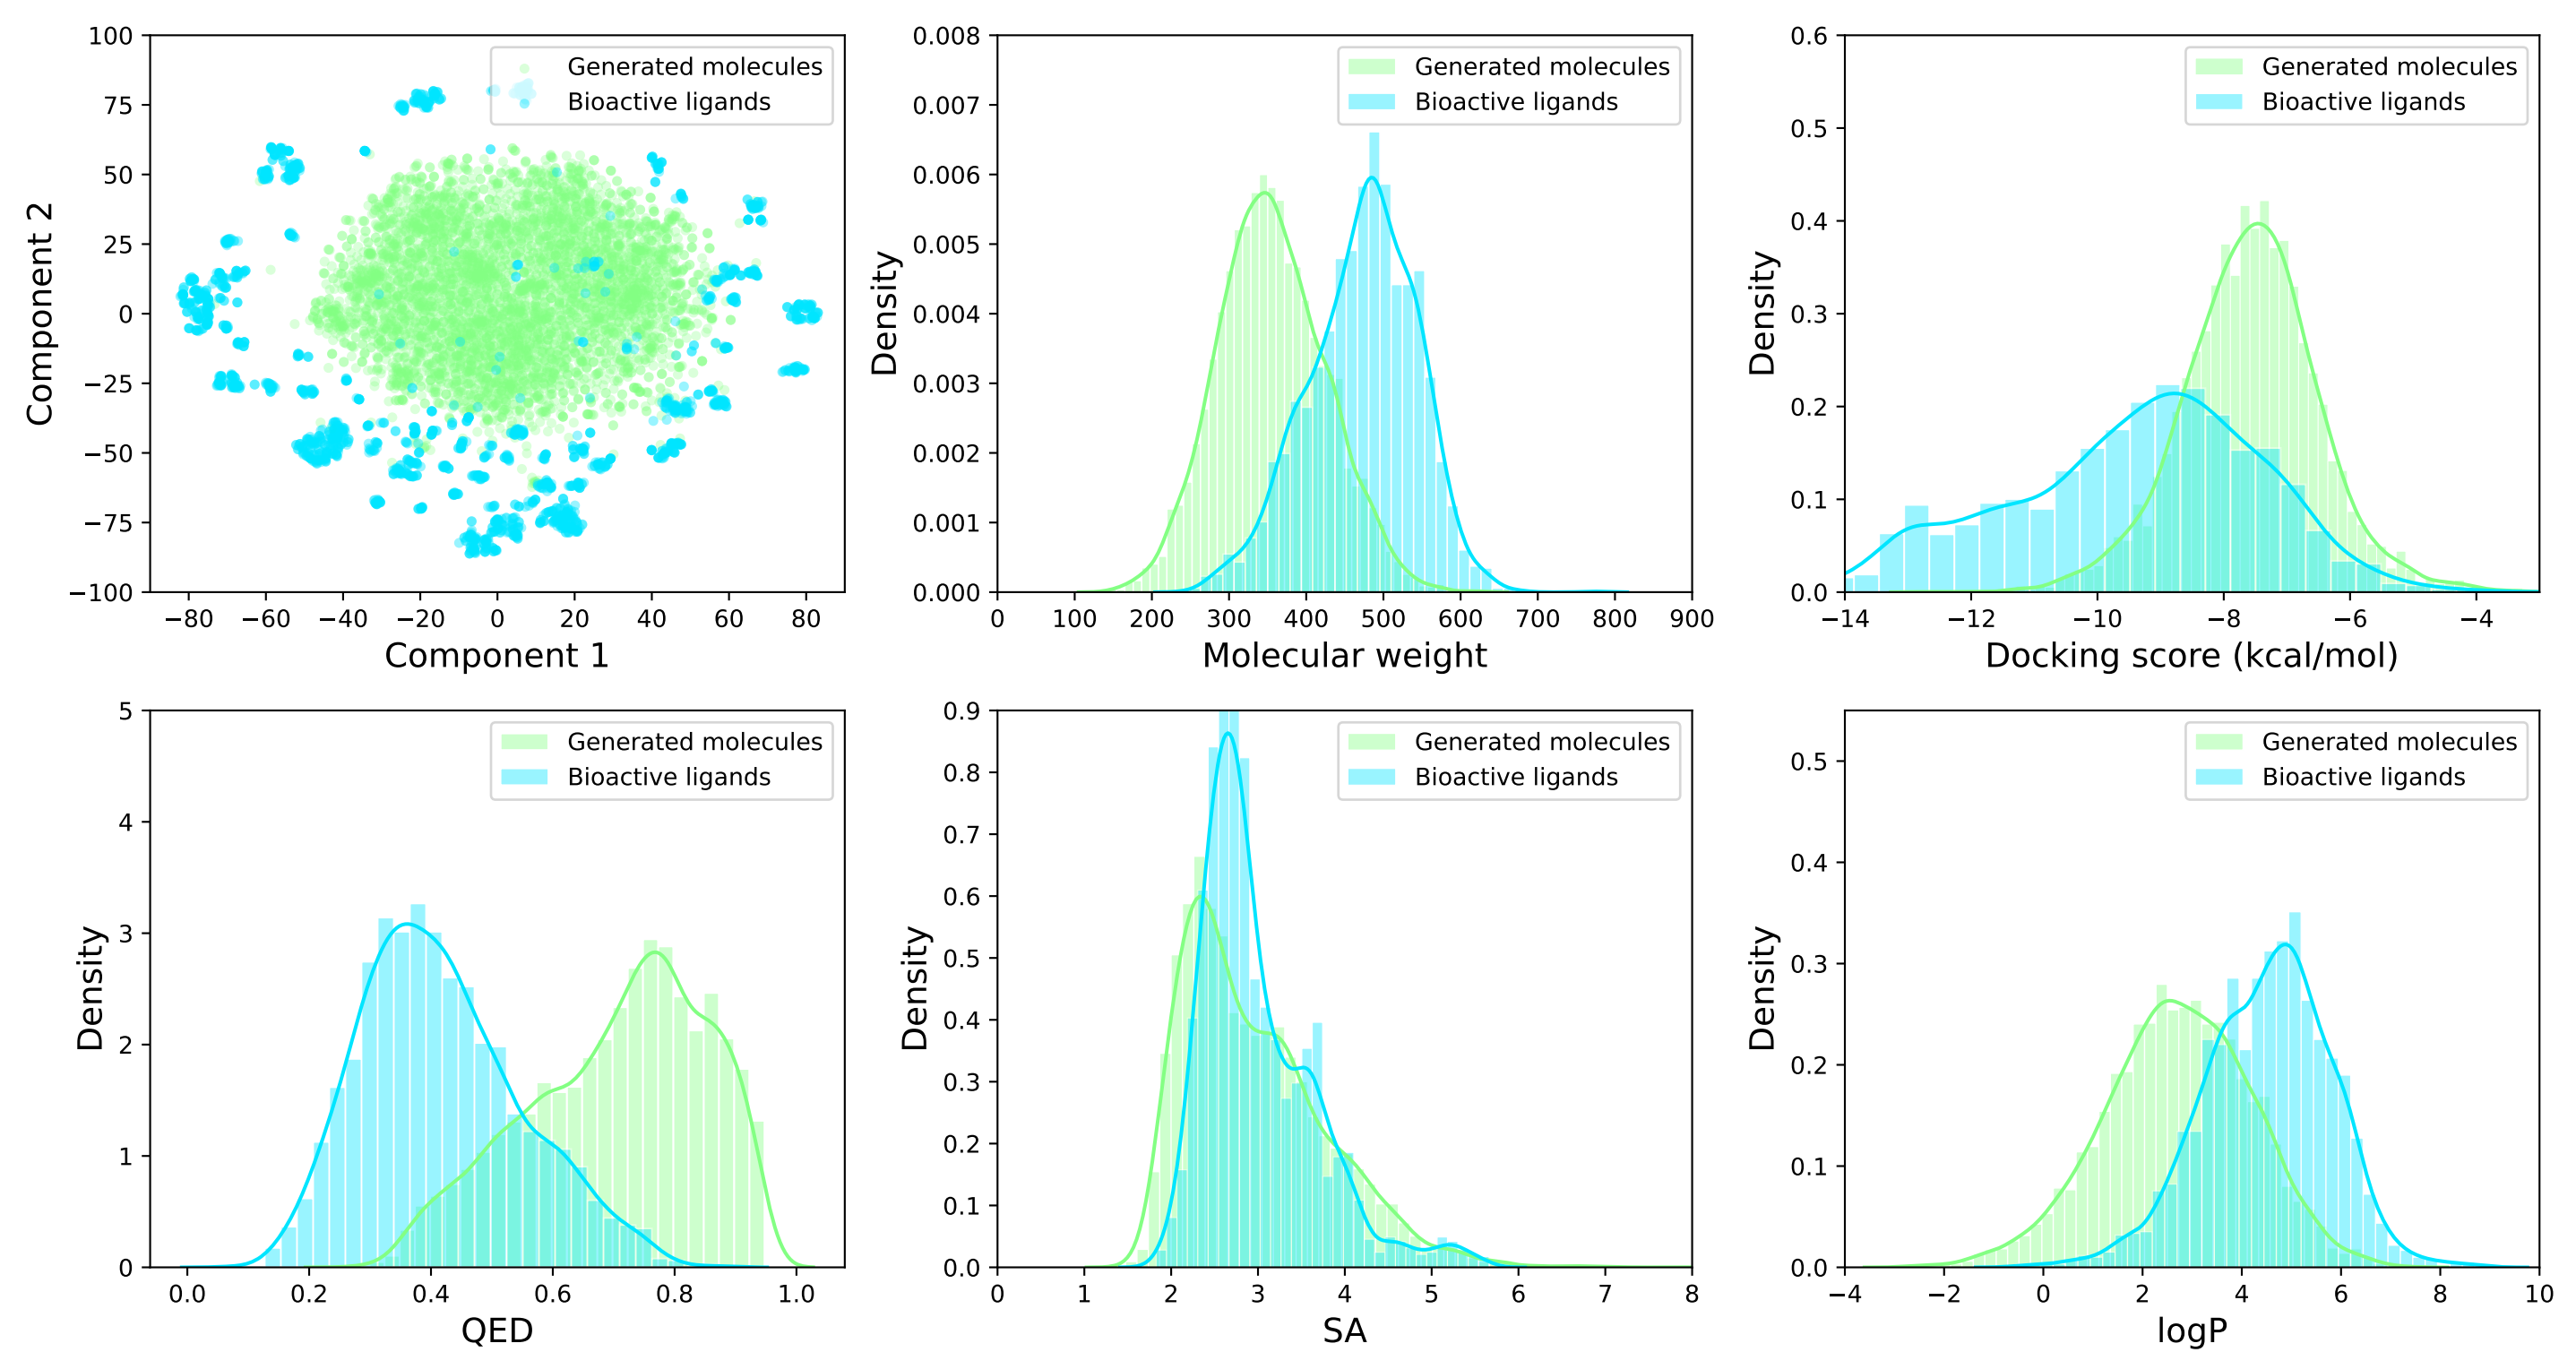 100
75
50
25
0
−25
−50
−75
−100
−80 −60 −40 −20 0 20 40 60 80
Component 2
Component 1
Generated molecules
Bioactive ligands
0.008
0.007
0.006
0.005
0.004
0.003
0.002
0.001
0.000
0 100 200 300 400 500 600 700 800 900
Density
Molecular weight
Generated molecules
Bioactive ligands
0.6
0.5
0.4
0.3
0.2
0.1
0.0
−14 −12 −10 −8 −6 −4
Density
Docking score (kcal/mol)
Generated molecules
Bioactive ligands
5
4
3
2
1
0
0.0 0.2 0.4 0.6 0.8 1.0
Density
QED
Generated molecules
Bioactive ligands
0.9
0.8
0.7
0.6
0.5
0.4
0.3
0.2
0.1
0.0
0 1 2 3 4 5 6 7 8
Density
SA
Generated molecules
Bioactive ligands
0.5
0.4
0.3
0.2
0.1
0.0
−4 −2 0 2 4 6 8 10
Density
logP
Generated molecules
Bioactive ligands